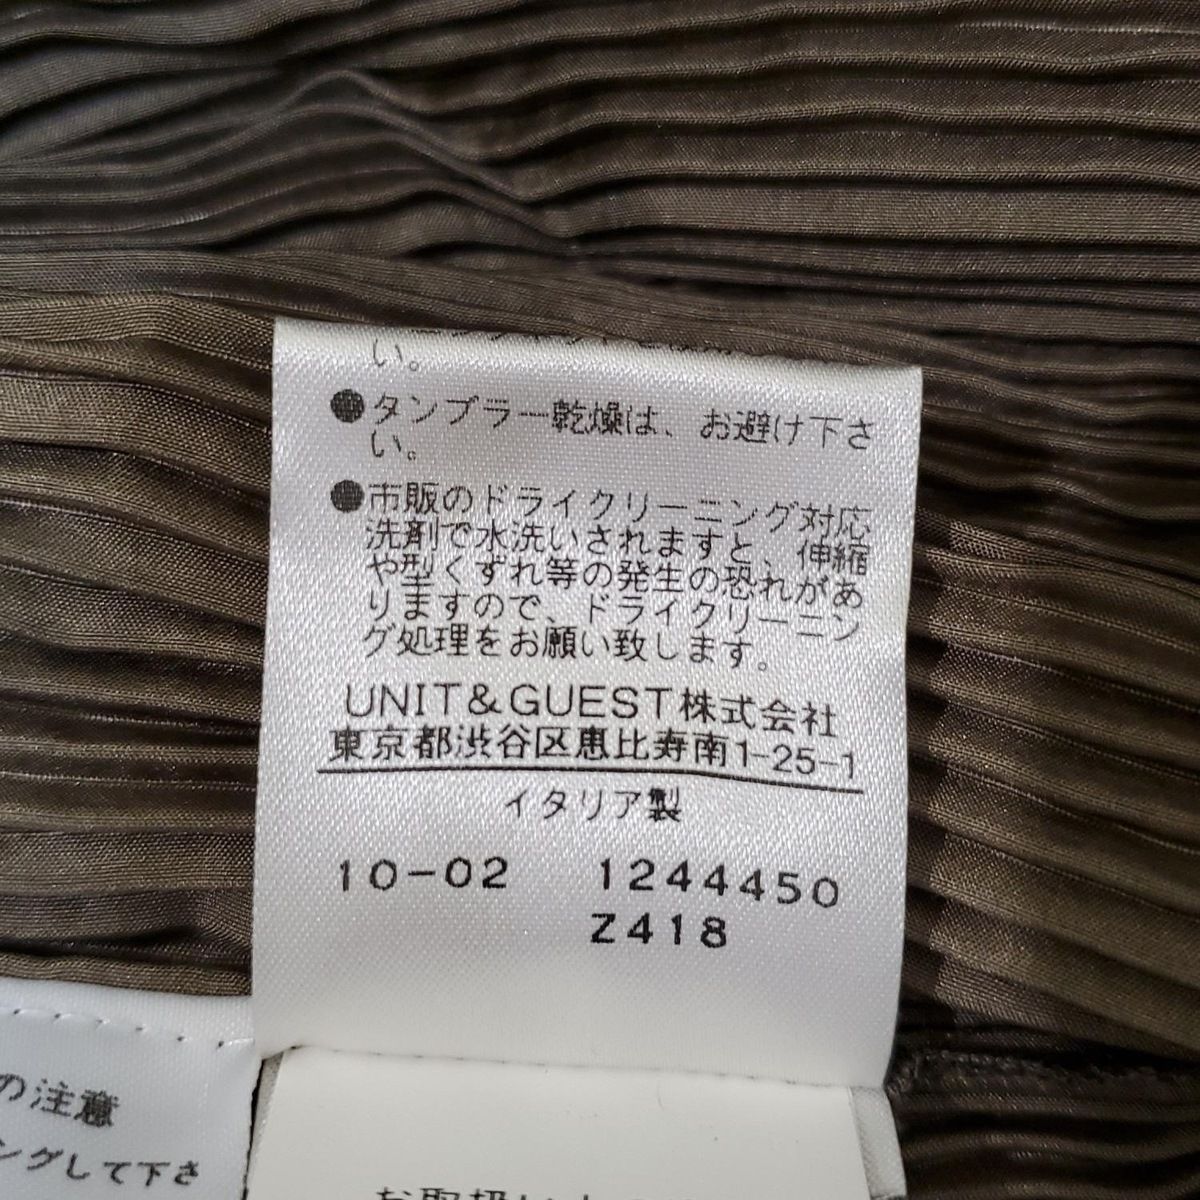 い。
●タンブラー乾燥は、お避け下さ
い。
●市販のドライクリーニング対応
洗剤で水洗いされますと、伸縮
や型くずれ等の発生の恐れがあ
りますので、ドライクリーニン
グ処理をお願い致します。
UNIT&GUEST株式会社
東京都渋谷区恵比寿南1-25-1
イタリア製
10-02 1244450
Z418
の注意
ングして下さ